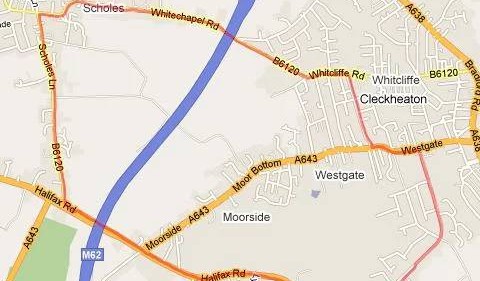 Scholes
Whitechapel Rd
A638
Scholes Ln
B6120
Whitcliffe Rd
Whitcliffe
B6120
Bradford Rd
Cleckheaton
B6120
Westgate
A638
Moor Bottom
A643
Westgate
Halifax Rd
A643
Moorside
A643
Moorside
M62
Halifax Rd